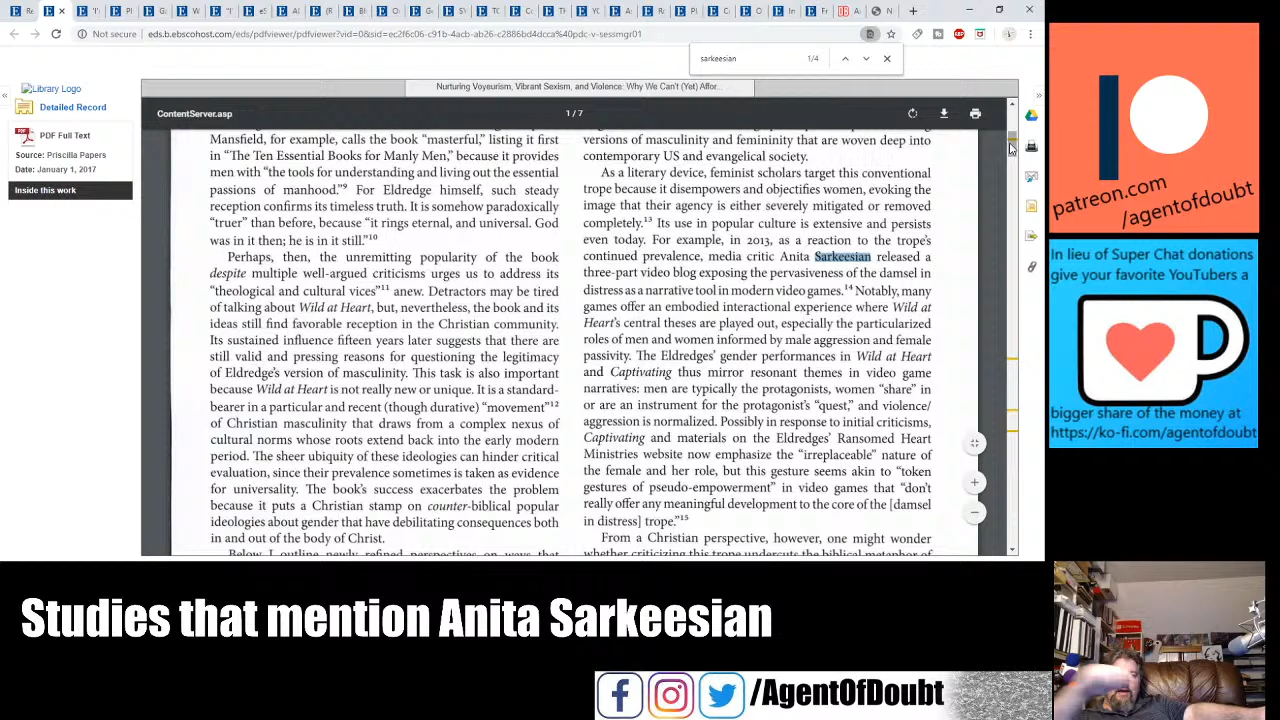 Not secure | eds.b.ebscohost.com/eds/pdfviewer/pdfviewer?vid=0&sid=ec2f6c06-c91b-4acb-ab26-c2886bd4dcca%40pdc-v-sessmgr01
sarkeesian 1/4
Library Logo
Detailed Record
PDF Full Text
Source: Priscilla Papers
Date: January 1, 2017
Inside this work
Nurturing Voyeurism, Vibrant Sexism, and Violence: Why We Can't (Yet) Affor...
ContentServer.asp 1 / 7
Mansfield, for example, calls the book “masterful,” listing it first
in “The Ten Essential Books for Manly Men,” because it provides
men with “the tools for understanding and living out the essential
passions of manhood.”9 For Eldredge himself, such steady
reception confirms its timeless truth. It is somehow paradoxically
“truer” than before, because “it rings eternal, and universal. God
was in it then; he is in it still.”10
Perhaps, then, the unremitting popularity of the book
despite multiple well-argued criticisms urges us to address its
“theological and cultural vices”11 anew. Detractors may be tired
of talking about Wild at Heart, but, nevertheless, the book and its
ideas still find favorable reception in the Christian community.
Its sustained influence fifteen years later suggests that there are
still valid and pressing reasons for questioning the legitimacy
of Eldredge’s version of masculinity. This task is also important
because Wild at Heart is not really new or unique. It is a standard-
bearer in a particular and recent (though durative) “movement”12
of Christian masculinity that draws from a complex nexus of
cultural norms whose roots extend back into the early modern
period. The sheer ubiquity of these ideologies can hinder critical
evaluation, since their prevalence sometimes is taken as evidence
for universality. The book’s success exacerbates the problem
because it puts a Christian stamp on counter-biblical popular
ideologies about gender that have debilitating consequences both
in and out of the body of Christ.
Below I outline newly refined perspectives on ways that
versions of masculinity and femininity that are woven deep into
contemporary US and evangelical society.
As a literary device, feminist scholars target this conventional
trope because it disempowers and objectifies women, evoking the
image that their agency is either severely mitigated or removed
completely.13 Its use in popular culture is extensive and persists
even today. For example, in 2013, as a reaction to the trope’s
continued prevalence, media critic Anita Sarkeesian released a
three-part video blog exposing the pervasiveness of the damsel in
distress as a narrative tool in modern video games.14 Notably, many
games offer an embodied interactional experience where Wild at
Heart’s central theses are played out, especially the particularized
roles of men and women informed by male aggression and female
passivity. The Eldredges’ gender performances in Wild at Heart
and Captivating thus mirror resonant themes in video game
narratives: men are typically the protagonists, women “share” in
or are an instrument for the protagonist’s “quest,” and violence/
aggression is normalized. Possibly in response to initial criticisms,
Captivating and materials on the Eldredges’ Ransomed Heart
Ministries website now emphasize the “irreplaceable” nature of
the female and her role, but this gesture seems akin to “token
gestures of pseudo-empowerment” in video games that “don’t
really offer any meaningful development to the core of the [damsel
in distress] trope.”15
From a Christian perspective, however, one might wonder
whether criticizing this trope undercuts the biblical metaphor of
patreon.com
/agentofdoubt
In lieu of Super Chat donations
give your favorite YouTubers a
bigger share of the money at
https://ko-fi.com/agentofdoubt
Studies that mention Anita Sarkeesian
/AgentOfDoubt